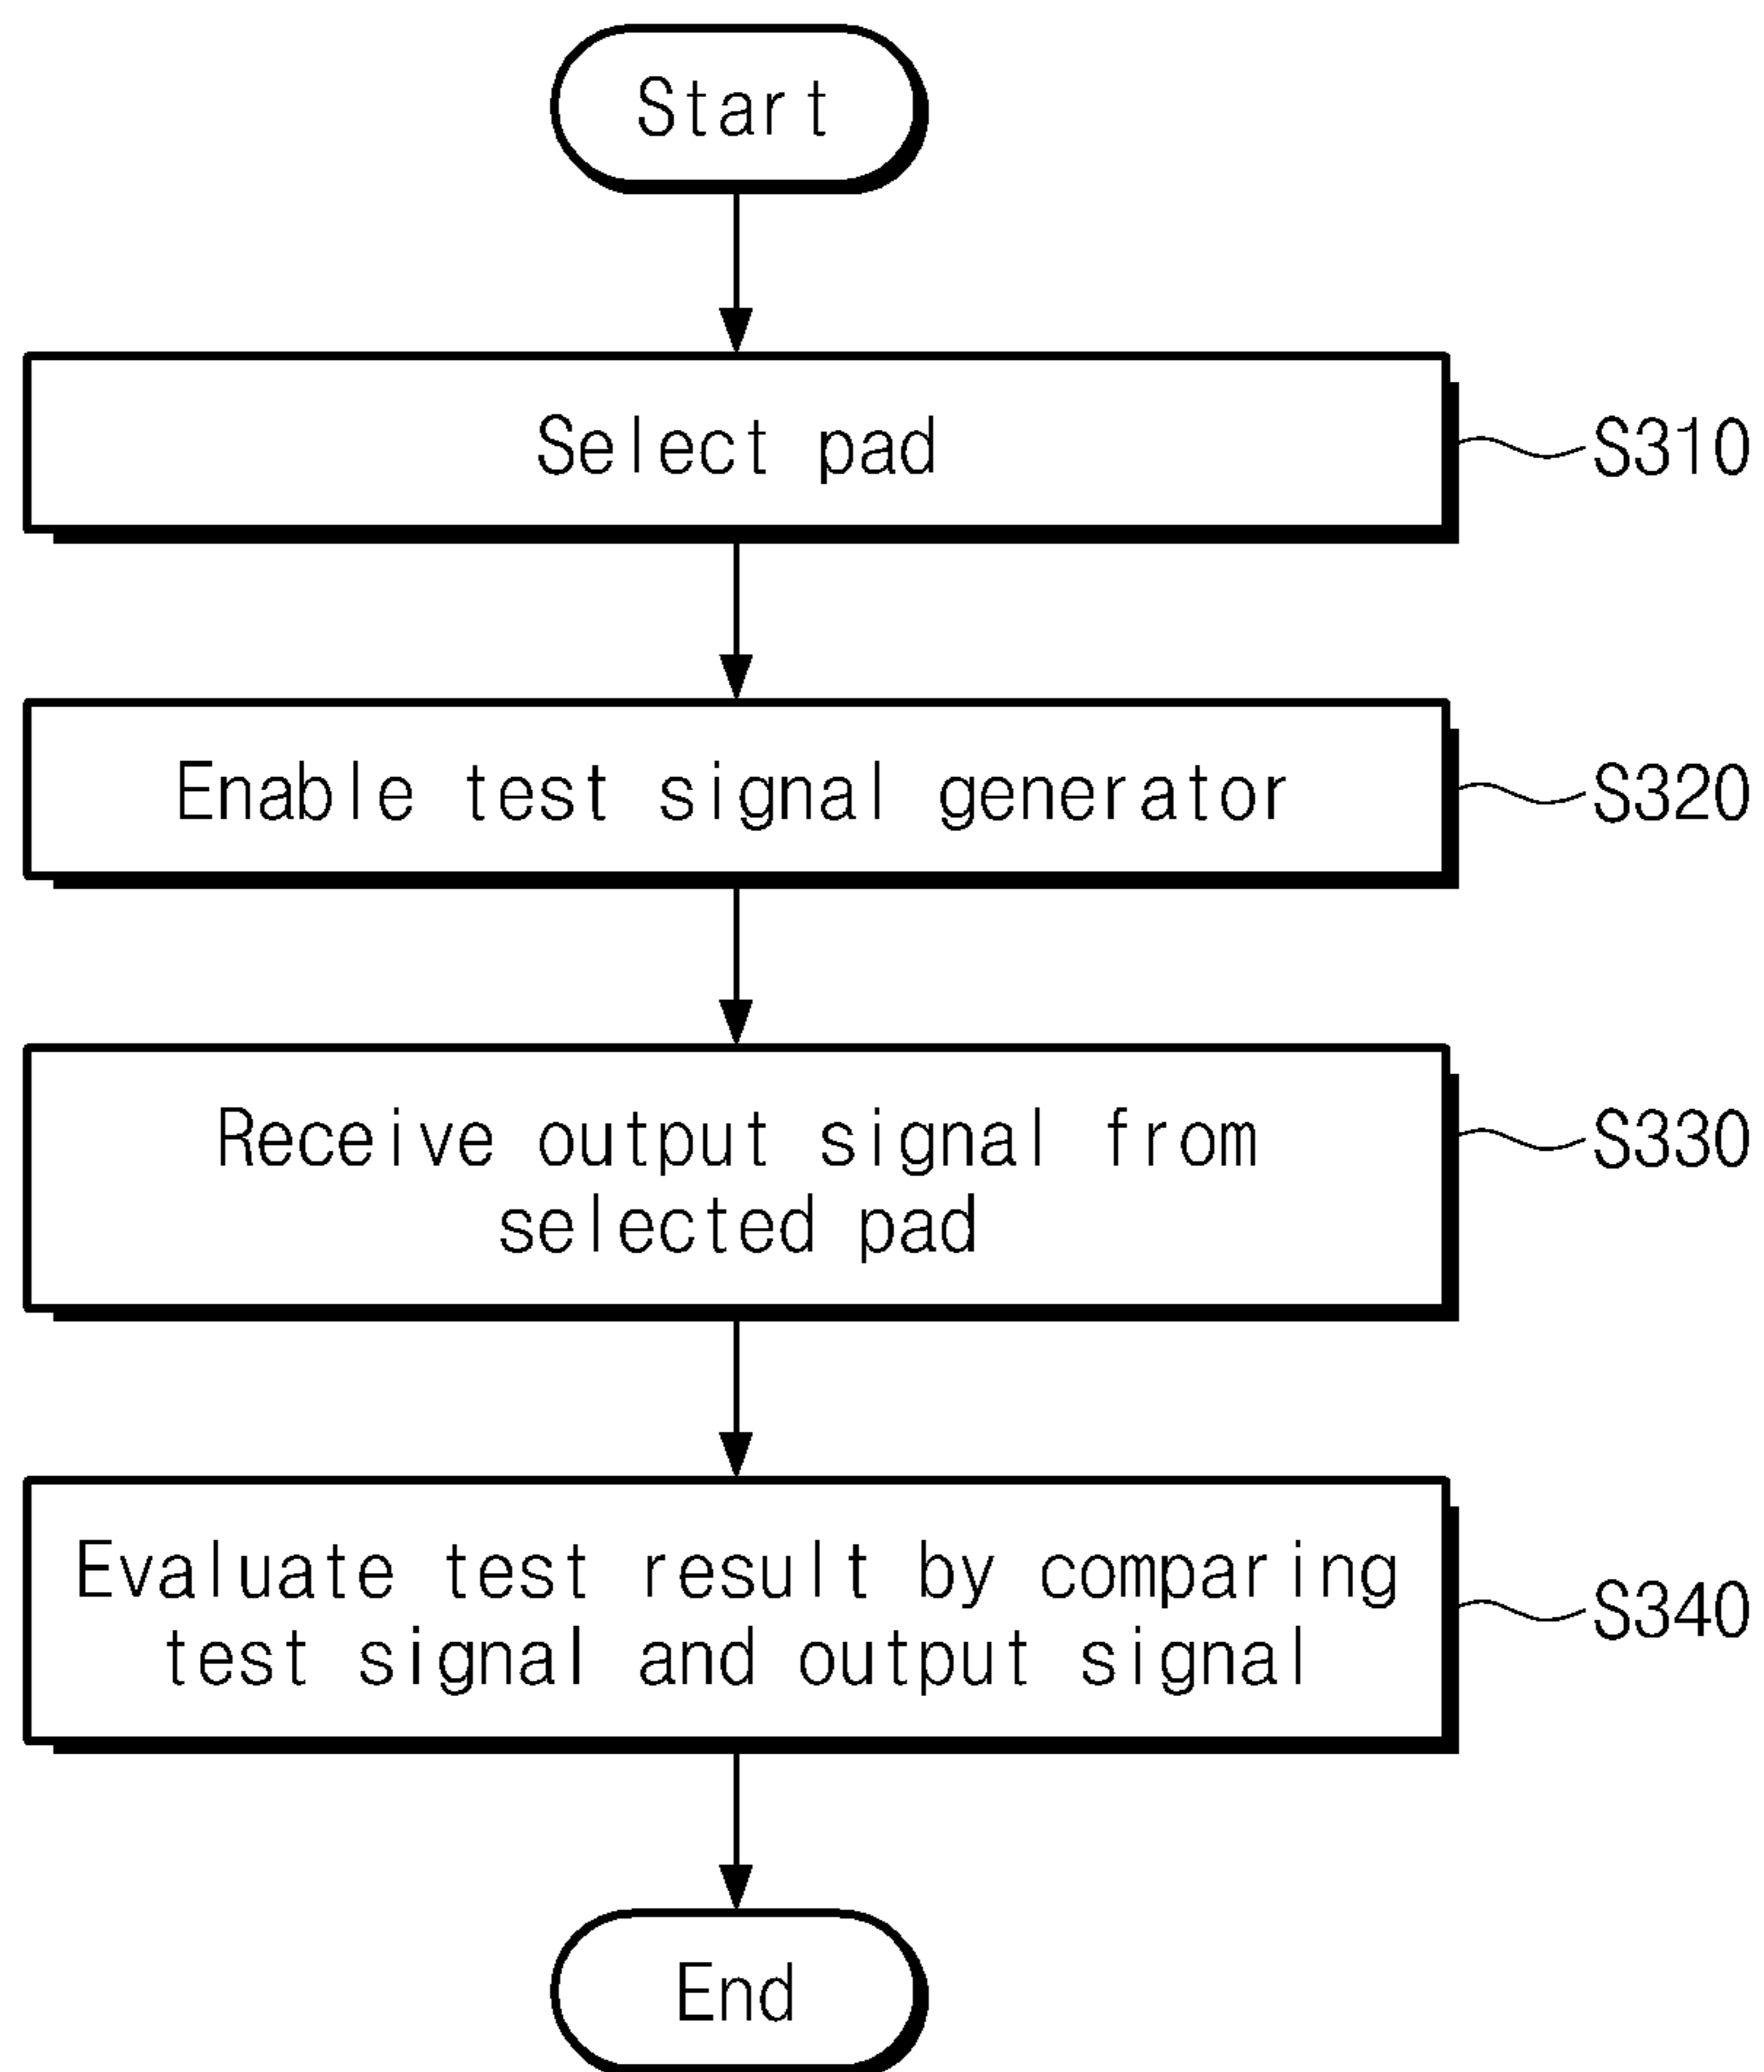 Start
Select pad
S310
Enable test signal generator
S320
Receive output signal from
selected pad
S330
Evaluate test result by comparing
test signal and output signal
S340
End